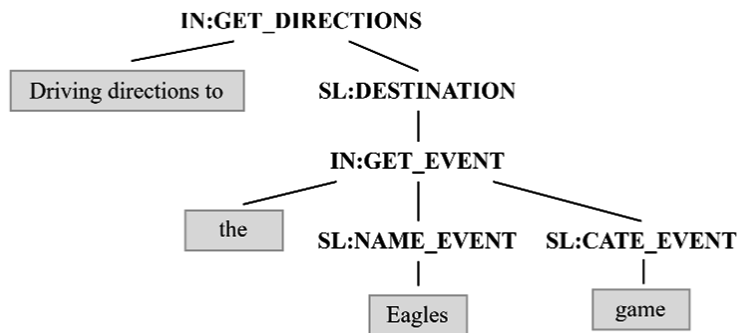 IN:GET_DIRECTIONS
Driving directions to
SL:DESTINATION
IN:GET_EVENT
the
SL:NAME_EVENT
SL:CATE_EVENT
Eagles
game